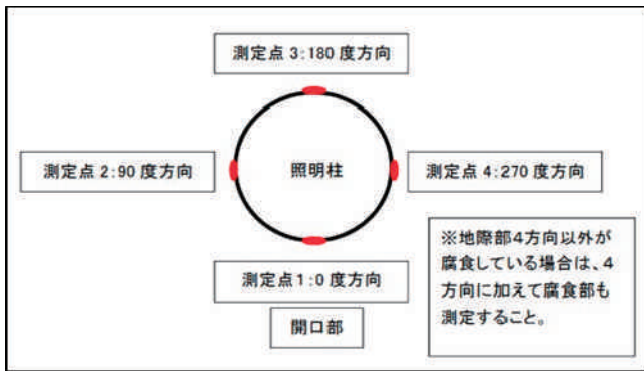 測定点 3:180 度方向
測定点 2:90 度方向
照明柱
測定点 4:270 度方向
測定点1:0 度方向
開口部
※地際部4方向以外が
腐食している場合は、4
方向に加えて腐食部も
測定すること。